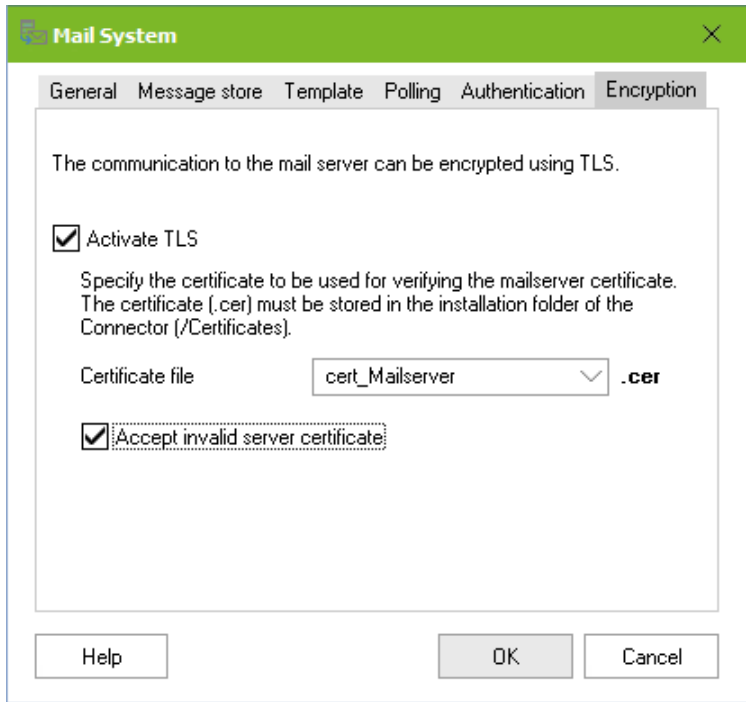 Mail System
General Message store Template Polling Authentication Encryption
The communication to the mail server can be encrypted using TLS.
Activate TLS
Specify the certificate to be used for verifying the mailserver certificate.
The certificate (.cer) must be stored in the installation folder of the
Connector (/Certificates).
Certificate file cert_Mailserver .cer
Accept invalid server certificate
Help OK Cancel